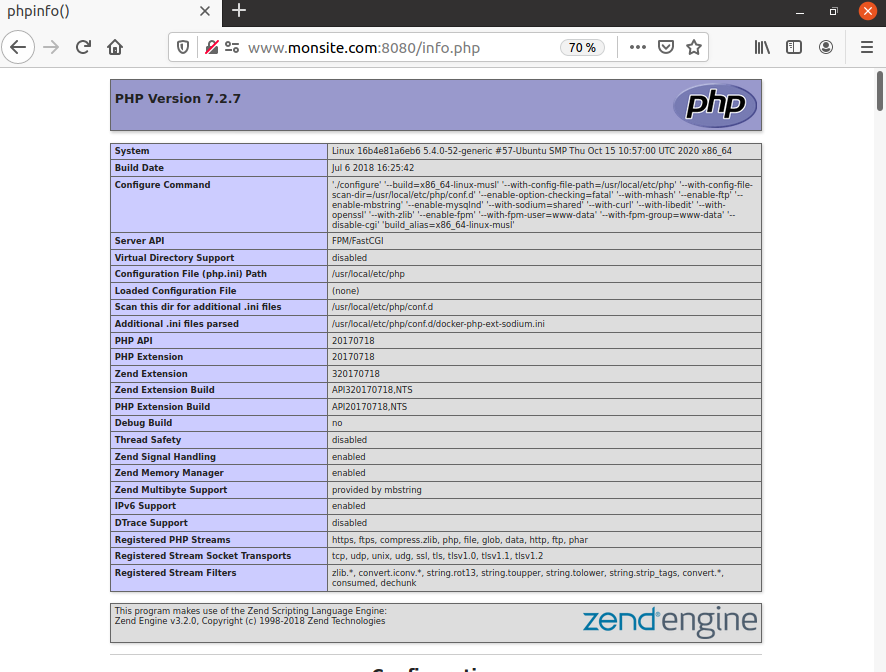 phpinfo()
www.monsite.com:8080/info.php
70 %
PHP Version 7.2.7
php
System Linux 16b4e81a6eb6 5.4.0-52-generic #57-Ubuntu SMP Thu Oct 15 10:57:00 UTC 2020 x86_64
Build Date Jul 6 2018 16:25:42
Configure Command './configure' '--build=x86_64-linux-musl' '--with-config-file-path=/usr/local/etc/php' '--with-config-file-
scan-dir=/usr/local/etc/php/conf.d' '--enable-option-checking=fatal' '--with-mhash' '--enable-ftp' '--
enable-mbstring' '--enable-mysqlnd' '--with-sodium=shared' '--with-curl' '--with-libedit' '--with-
openssl' '--with-zlib' '--enable-fpm' '--with-fpm-user=www-data' '--with-fpm-group=www-data' '--
disable-cgi' 'build_alias=x86_64-linux-musl'
Server API FPM/FastCGI
Virtual Directory Support disabled
Configuration File (php.ini) Path /usr/local/etc/php
Loaded Configuration File (none)
Scan this dir for additional .ini files /usr/local/etc/php/conf.d
Additional .ini files parsed /usr/local/etc/php/conf.d/docker-php-ext-sodium.ini
PHP API 20170718
PHP Extension 20170718
Zend Extension 320170718
Zend Extension Build API320170718,NTS
PHP Extension Build API20170718,NTS
Debug Build no
Thread Safety disabled
Zend Signal Handling enabled
Zend Memory Manager enabled
Zend Multibyte Support provided by mbstring
IPv6 Support enabled
DTrace Support disabled
Registered PHP Streams https, ftps, compress.zlib, php, file, glob, data, http, ftp, phar
Registered Stream Socket Transports tcp, udp, unix, udg, ssl, tls, tlsv1.0, tlsv1.1, tlsv1.2
Registered Stream Filters zlib.*, convert.iconv.*, string.rot13, string.toupper, string.tolower, string.strip_tags, convert.*,
consumed, dechunk
This program makes use of the Zend Scripting Language Engine:
Zend Engine v3.2.0, Copyright (c) 1998-2018 Zend Technologies
zend engine